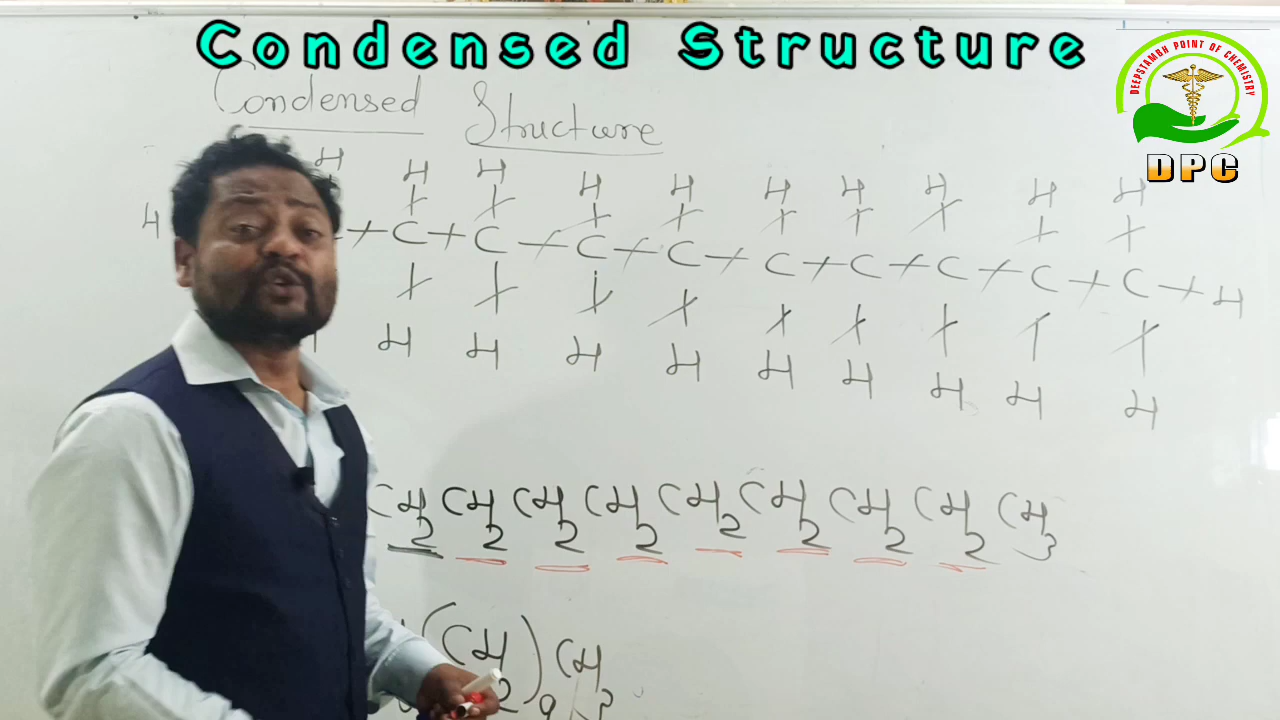 Condensed Structure
DEEPSTAMBH POINT OF CHEMISTRY
DPC
Condensed Structure
H H H H H H H H H H
H C C C C C C C C C H
H H H H H H H H H
CH2 CH2 CH2 CH2 CH2 CH2 CH2 CH2 CH3
(CH2)9 CH3